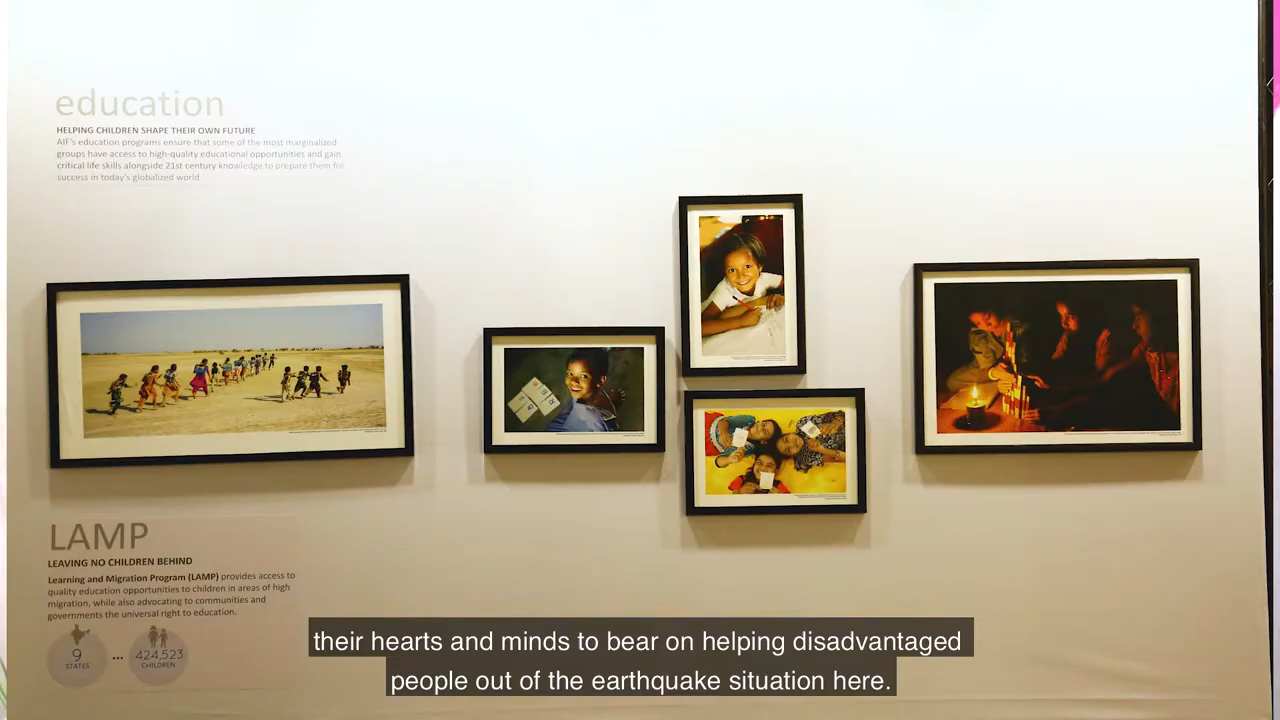 education
HELPING CHILDREN SHAPE THEIR OWN FUTURE
AIF's education programs ensure that some of the most marginalized
groups have access to high-quality educational opportunities and gain
critical life skills alongside 21st century knowledge to prepare them for
success in today's globalized world
LAMP
LEAVING NO CHILDREN BEHIND
Learning and Migration Program (LAMP) provides access to
quality education opportunities to children in areas of high
migration, while also advocating to communities and
governments the universal right to education.
9
STATES
...
424,523
CHILDREN
their hearts and minds to bear on helping disadvantaged
people out of the earthquake situation here.